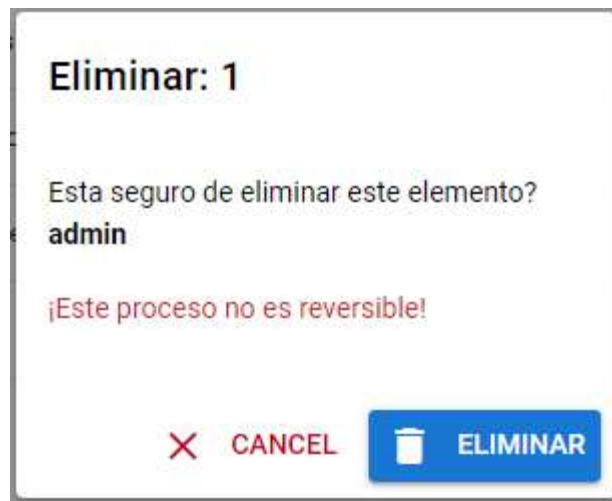 Eliminar: 1
Esta seguro de eliminar este elemento?
admin
¡Este proceso no es reversible!
CANCEL ELIMINAR